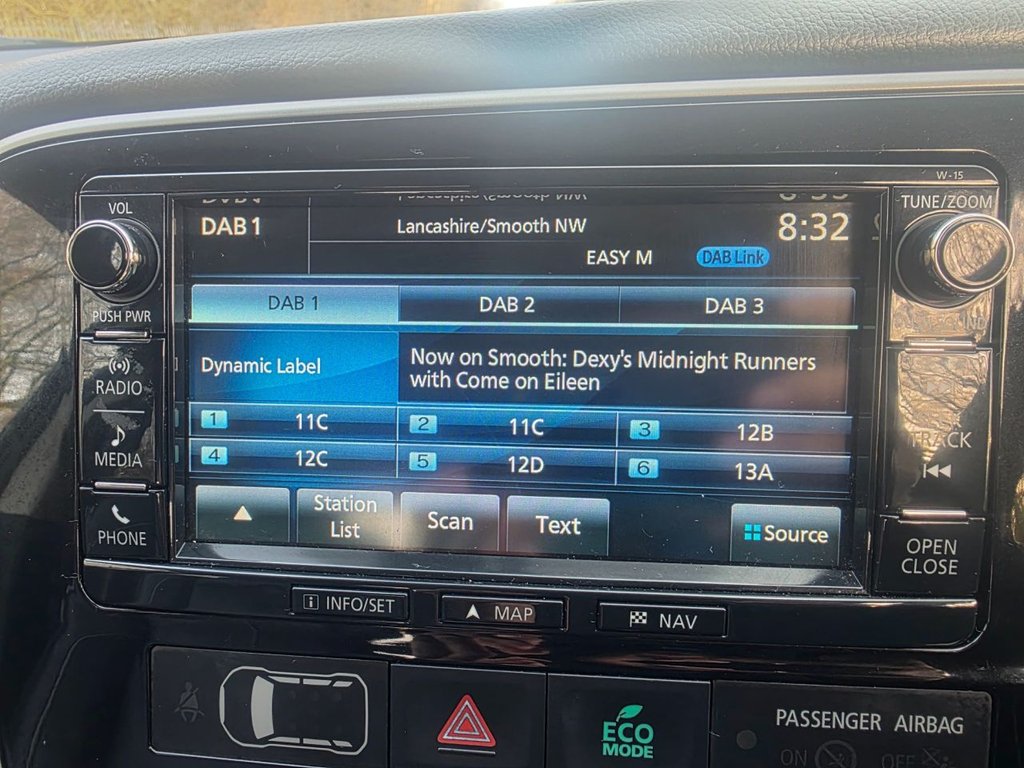 W-15
VOL
PUSH PWR
RADIO
MEDIA
PHONE
DAB 1
Lancashire/Smooth NW
8:32
EASY M
DAB Link
DAB 1
DAB 2
DAB 3
Dynamic Label
Now on Smooth: Dexy's Midnight Runners
with Come on Eileen
1 11C
2 11C
3 12B
4 12C
5 12D
6 13A
Station
List
Scan
Text
Source
TUNE/ZOOM
TRACK
OPEN
CLOSE
INFO/SET
MAP
NAV
ECO
MODE
PASSENGER AIRBAG
ON
OFF